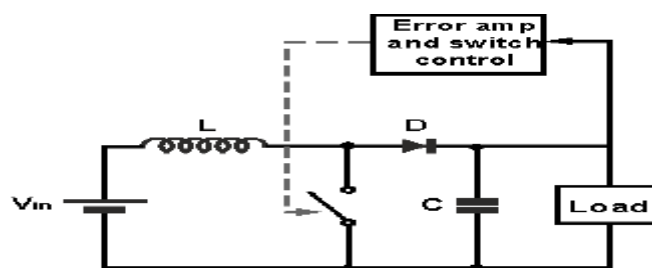 Error amp
and switch
control
L
D
Vin
C
Load